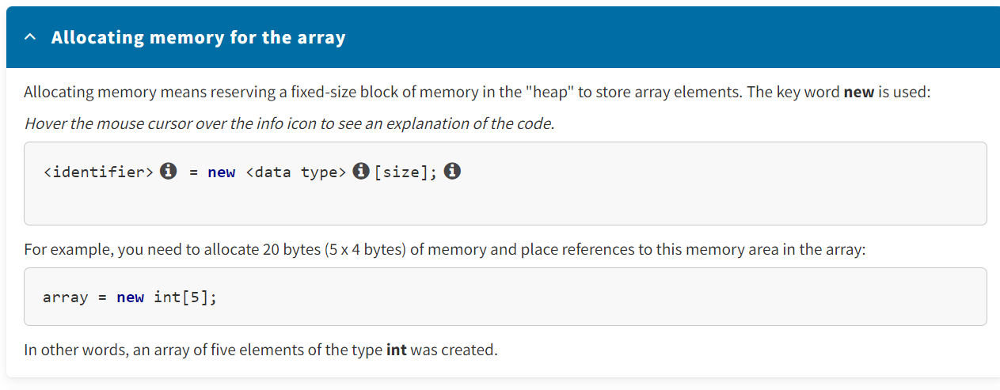 Allocating memory for the array
Allocating memory means reserving a fixed-size block of memory in the "heap" to store array elements. The key word new is used:
Hover the mouse cursor over the info icon to see an explanation of the code.
<identifier> = new <data type> [size];
For example, you need to allocate 20 bytes (5 x 4 bytes) of memory and place references to this memory area in the array:
array = new int[5];
In other words, an array of five elements of the type int was created.